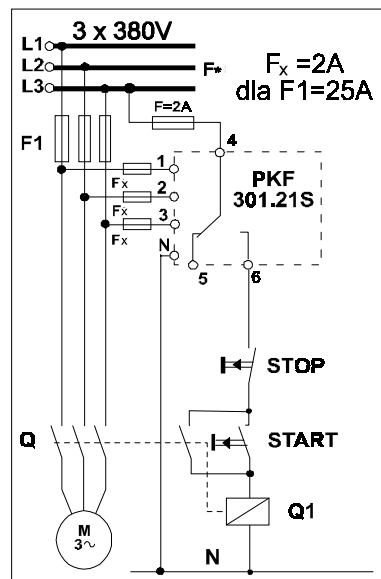 3 x 380V
L1
L2
F*
L3
Fx =2A
dla F1=25A
F=2A
4
F1
1
Fx
2
Fx
3
Fx
N
PKF
301.21S
5
6
STOP
START
Q
Q1
M
3~
N